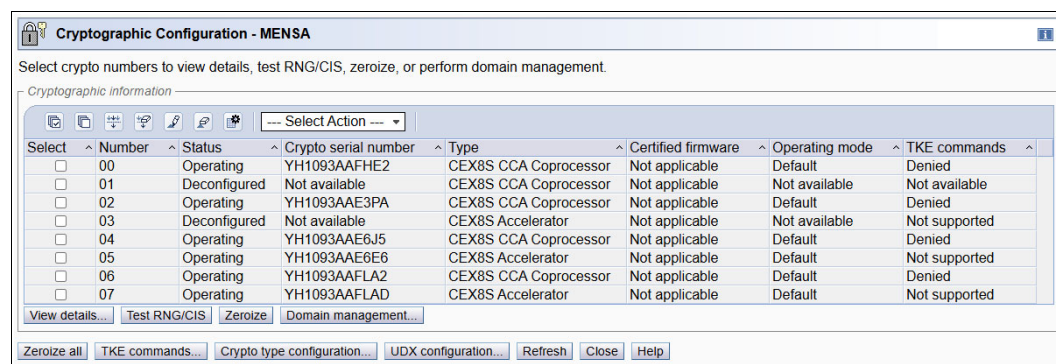 Cryptographic Configuration - MENSA
Select crypto numbers to view details, test RNG/CIS, zeroize, or perform domain management.
Cryptographic information
--- Select Action ---
Select Number Status Crypto serial number Type Certified firmware Operating mode TKE commands
00 Operating YH1093AAFHE2 CEX8S CCA Coprocessor Not applicable Default Denied
01 Deconfigured Not available CEX8S CCA Coprocessor Not applicable Not available Not available
02 Operating YH1093AAE3PA CEX8S CCA Coprocessor Not applicable Default Denied
03 Deconfigured Not available CEX8S Accelerator Not applicable Not available Not supported
04 Operating YH1093AAE6J5 CEX8S CCA Coprocessor Not applicable Default Denied
05 Operating YH1093AAE6E6 CEX8S Accelerator Not applicable Default Not supported
06 Operating YH1093AAFLA2 CEX8S CCA Coprocessor Not applicable Default Denied
07 Operating YH1093AAFLAD CEX8S Accelerator Not applicable Default Not supported
View details... Test RNG/CIS Zeroize Domain management...
Zeroize all TKE commands... Crypto type configuration... UDX configuration... Refresh Close Help